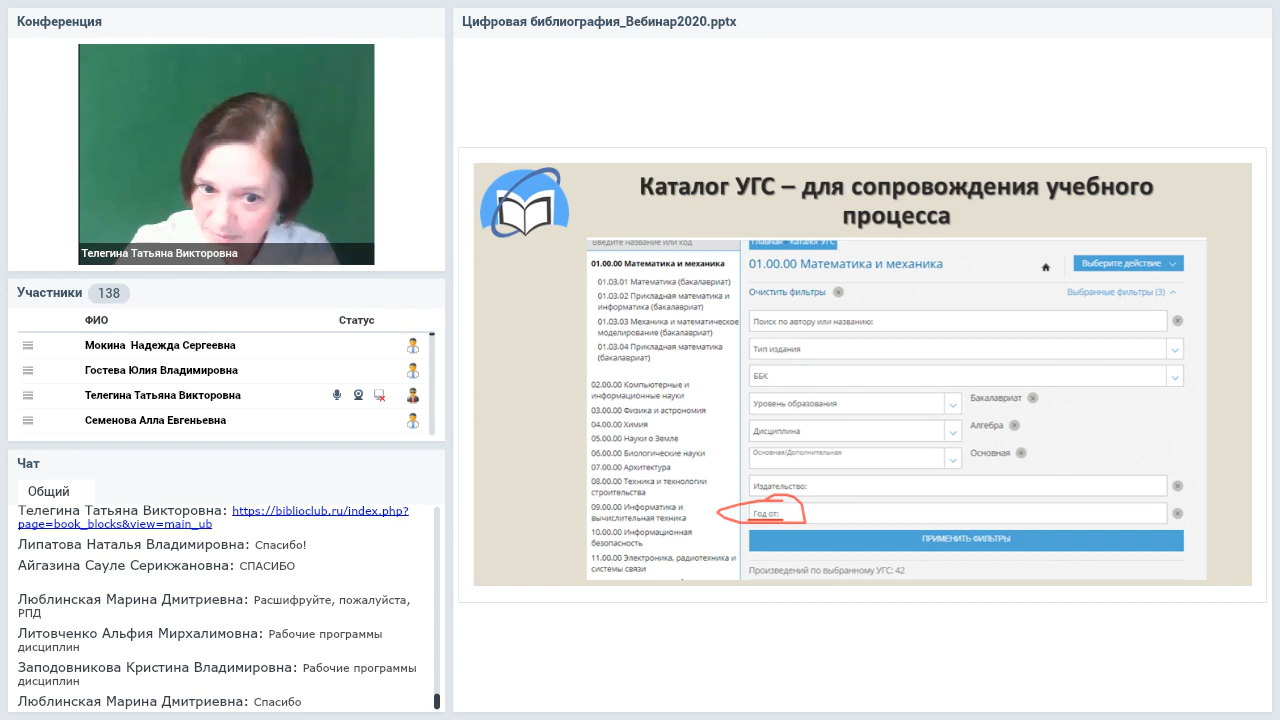 Конференция
Телегина Татьяна Викторовна
Участники 138
ФИО Статус
Мокина Надежда Сергеевна
Гостева Юлия Владимировна
Телегина Татьяна Викторовна
Семенова Алла Евгеньевна
Чат
Общий
Телегина Татьяна Викторовна: https://biblioclub.ru/index.php?
page=book_blocks&view=main_ub
Липатова Наталья Владимировна: Спасибо!
Айгазина Сауле Серикжановна: СПАСИБО
Люблинская Марина Дмитриевна: Расшифруйте, пожалуйста,
РПД
Литовченко Альфия Мирхалимовна: Рабочие программы
дисциплин
Заподовникова Кристина Владимировна: Рабочие программы
дисциплин
Люблинская Марина Дмитриевна: Спасибо
Цифровая библиография_Вебинар2020.pptx
Каталог УГС – для сопровождения учебного
процесса
Введите название или код
01.00.00 Математика и механика
01.03.01 Математика (бакалавриат)
01.03.02 Прикладная математика и
информатика (бакалавриат)
01.03.03 Механика и математическое
моделирование (бакалавриат)
01.03.04 Прикладная математика
(бакалавриат)
02.00.00 Компьютерные и
информационные науки
03.00.00 Физика и астрономия
04.00.00 Химия
05.00.00 Науки о Земле
06.00.00 Биологические науки
07.00.00 Архитектура
08.00.00 Техника и технологии
строительства
09.00.00 Информатика и
вычислительная техника
10.00.00 Информационная
безопасность
11.00.00 Электроника, радиотехника и
системы связи
Главная Каталог УГС
01.00.00 Математика и механика
Выберите действие
Очистить фильтры
Выбранные фильтры (3)
Поиск по автору или названию:
Тип издания
ББК
Уровень образования Бакалавриат
Дисциплина Алгебра
Основная/Дополнительная Основная
Издательство:
Год от:
ПРИМЕНИТЬ ФИЛЬТРЫ
Произведений по выбранному УГС: 42